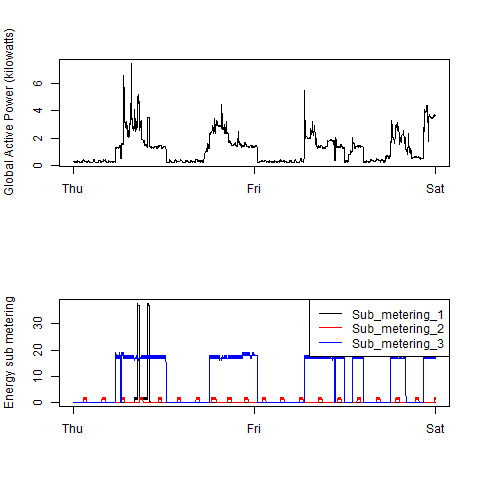 Global Active Power (kilowatts)
6
4
2
0
Thu
Fri
Sat
Energy sub metering
30
20
10
0
Sub_metering_1
Sub_metering_2
Sub_metering_3
Thu
Fri
Sat